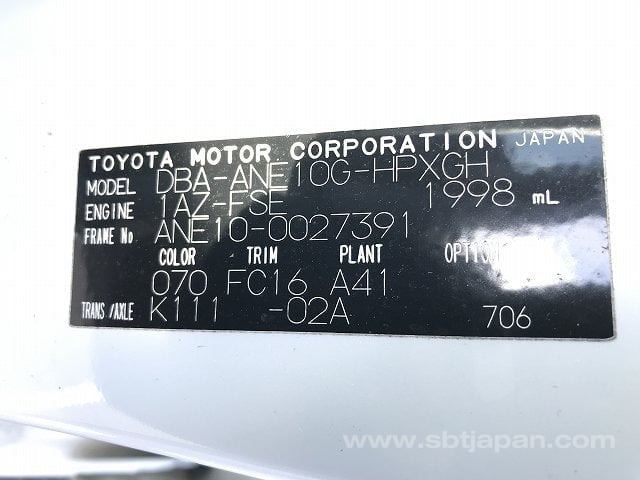 TOYOTA MOTOR CORPORATION JAPAN
MODEL DBA-ANE10G-HPXGH
ENGINE 1AZ-FSE 1998 mL
FRAME No ANE10-0027391
COLOR TRIM PLANT
070 FC16 A41
TRANS/AXLE K111 -02A 706
www.sbtjapan.com